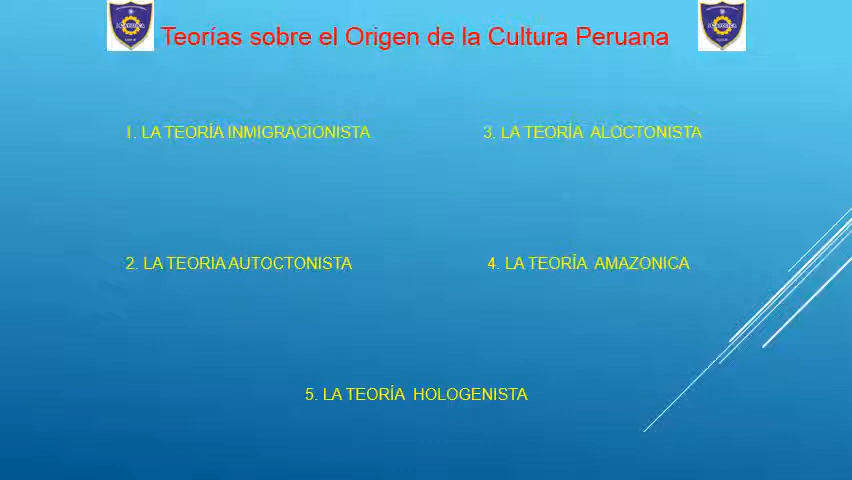 Teorías sobre el Origen de la Cultura Peruana
1. LA TEORÍA INMIGRACIONISTA
3. LA TEORÍA ALOCTONISTA
2. LA TEORIA AUTOCTONISTA
4. LA TEORÍA AMAZONICA
5. LA TEORÍA HOLOGENISTA